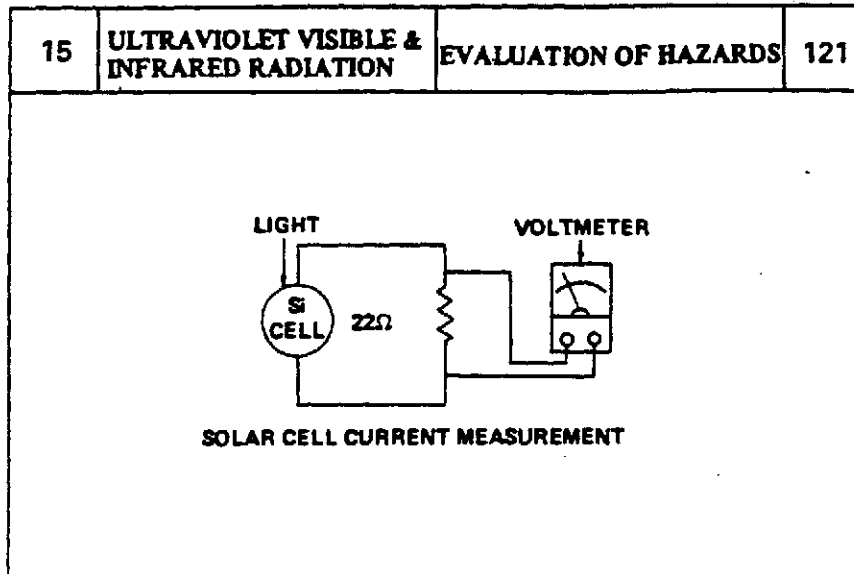 15
ULTRAVIOLET VISIBLE &
INFRARED RADIATION
EVALUATION OF HAZARDS
121
LIGHT
VOLTMETER
Si
CELL
22Ω
SOLAR CELL CURRENT MEASUREMENT